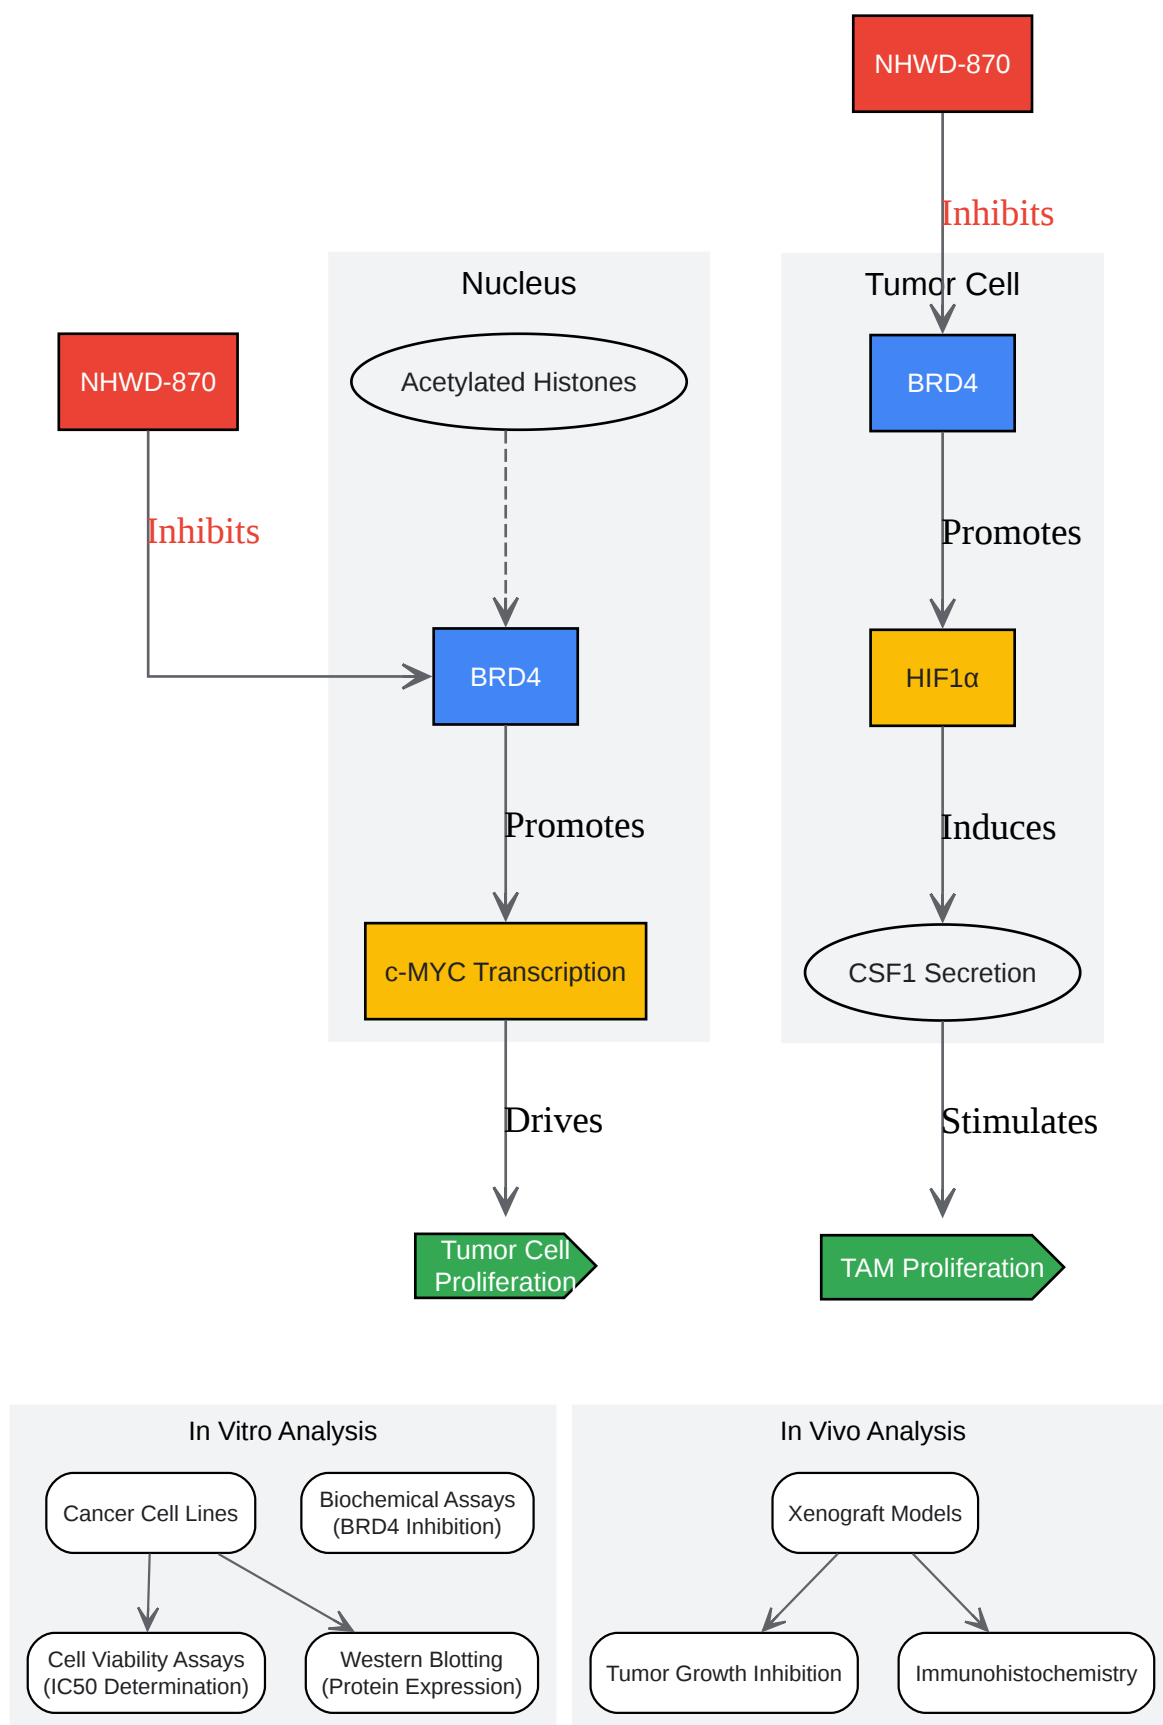 NHWD-870
Inhibits
Nucleus
Tumor Cell
NHWD-870
Acetylated Histones
BRD4
Inhibits
Promotes
BRD4
HIF1α
Promotes
Induces
c-MYC Transcription
CSF1 Secretion
Drives
Stimulates
Tumor Cell
Proliferation
TAM Proliferation
In Vitro Analysis
Cancer Cell Lines
Biochemical Assays
(BRD4 Inhibition)
Cell Viability Assays
(IC50 Determination)
Western Blotting
(Protein Expression)
In Vivo Analysis
Xenograft Models
Tumor Growth Inhibition
Immunohistochemistry